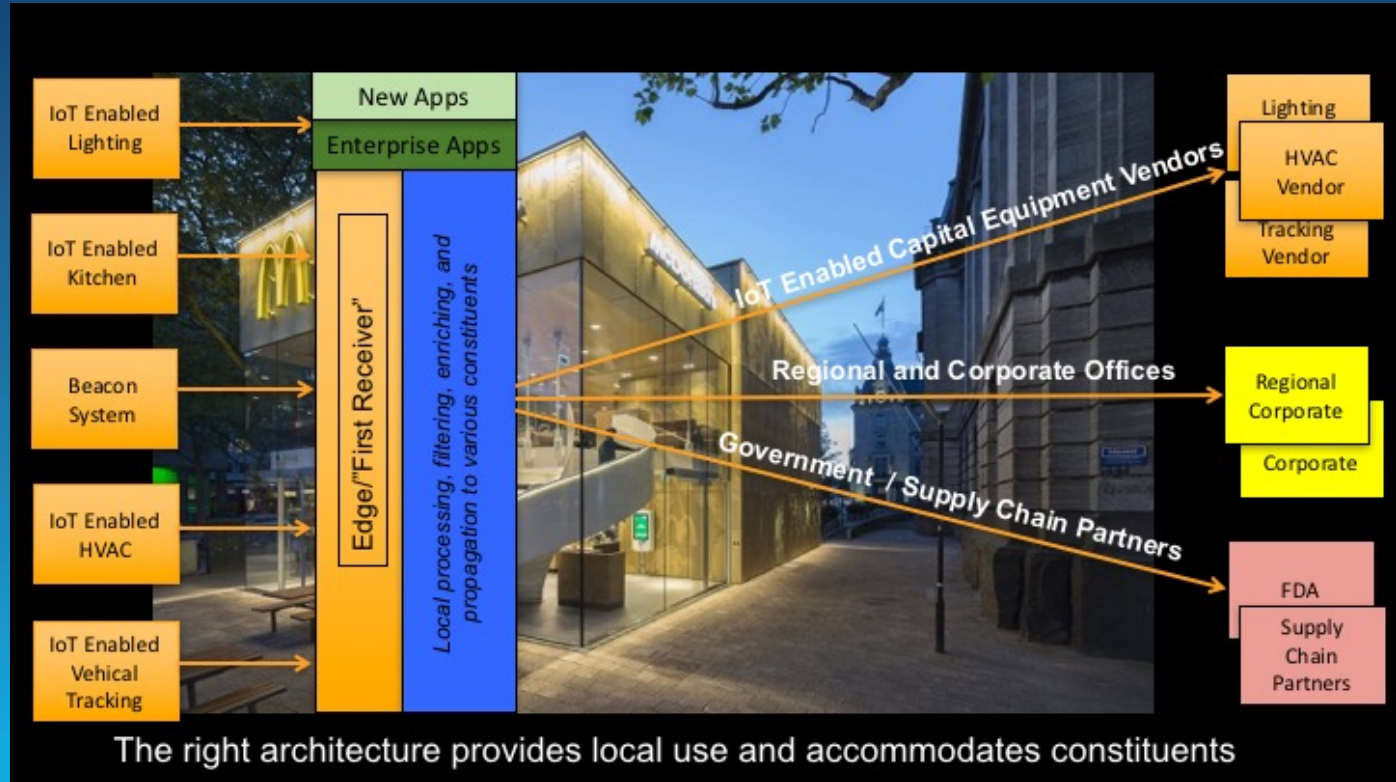 IoT Enabled
Lighting
IoT Enabled
Kitchen
Beacon
System
IoT Enabled
HVAC
IoT Enabled
Vehical
Tracking
New Apps
Enterprise Apps
Edge/"First Receiver"
Local processing, filtering, enriching, and
propagation to various constituents
McDonald's
IoT Enabled Capital Equipment Vendors
Regional and Corporate Offices
Government / Supply Chain Partners
Lighting
HVAC
Vendor
Tracking
Vendor
Regional
Corporate
Corporate
FDA
Supply
Chain
Partners
The right architecture provides local use and accommodates constituents